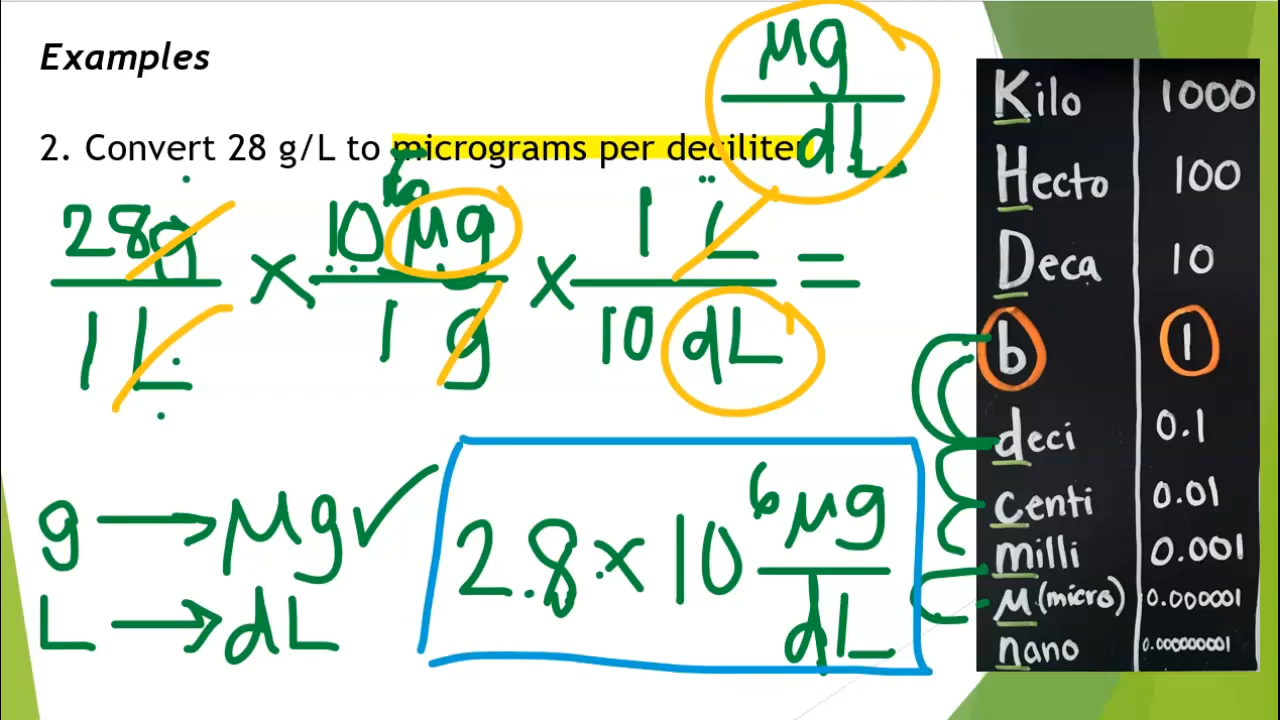 Examples
µg
dL
2. Convert 28 g/L to micrograms per deciliter
28g × 10⁶ µg × 1 L =
1 L 1 g 10 dL
g → µg ✓
L → dL
2.8 × 10⁶ µg
dL
Kilo 1000
Hecto 100
Deca 10
b 1
deci 0.1
centi 0.01
milli 0.001
µ (micro) 0.000001
nano 0.000000001